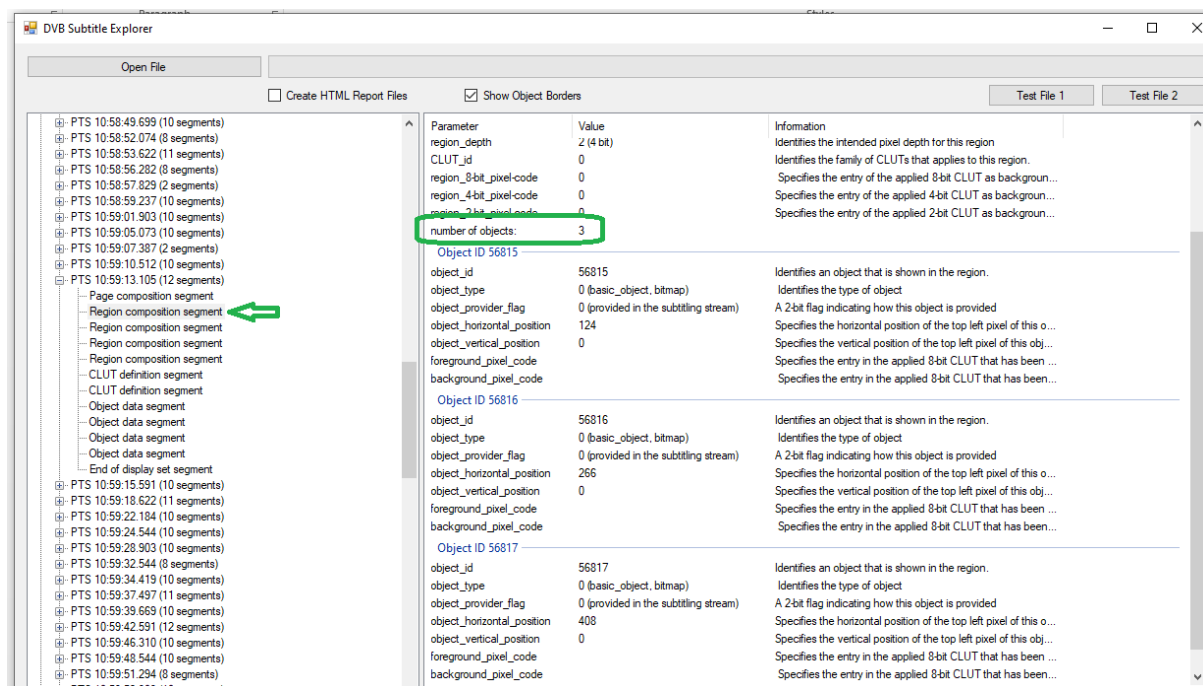 DVB Subtitle Explorer
Open File
Create HTML Report Files
Show Object Borders
Test File 1
Test File 2
PTS 10:58:49.699 (10 segments)
PTS 10:58:52.074 (8 segments)
PTS 10:58:53.622 (11 segments)
PTS 10:58:56.282 (8 segments)
PTS 10:58:57.829 (2 segments)
PTS 10:58:59.237 (10 segments)
PTS 10:59:01.903 (10 segments)
PTS 10:59:05.073 (10 segments)
PTS 10:59:07.387 (2 segments)
PTS 10:59:10.512 (10 segments)
PTS 10:59:13.105 (12 segments)
Page composition segment
Region composition segment
Region composition segment
Region composition segment
Region composition segment
CLUT definition segment
CLUT definition segment
Object data segment
Object data segment
Object data segment
Object data segment
End of display set segment
PTS 10:59:15.591 (10 segments)
PTS 10:59:18.622 (11 segments)
PTS 10:59:22.184 (10 segments)
PTS 10:59:24.544 (10 segments)
PTS 10:59:28.903 (10 segments)
PTS 10:59:32.544 (8 segments)
PTS 10:59:34.419 (10 segments)
PTS 10:59:37.497 (11 segments)
PTS 10:59:39.669 (10 segments)
PTS 10:59:42.591 (12 segments)
PTS 10:59:46.310 (10 segments)
PTS 10:59:48.544 (10 segments)
PTS 10:59:51.294 (8 segments)
Parameter Value Information
region_depth 2 (4 bit) Identifies the intended pixel depth for this region
CLUT_id 0 Identifies the family of CLUTs that applies to this region.
region_8-bit_pixel-code 0 Specifies the entry of the applied 8-bit CLUT as backgroun...
region_4-bit_pixel-code 0 Specifies the entry of the applied 4-bit CLUT as backgroun...
region_2-bit_pixel-code 0 Specifies the entry of the applied 2-bit CLUT as backgroun...
number of objects: 3
Object ID 56815
object_id 56815 Identifies an object that is shown in the region.
object_type 0 (basic_object, bitmap) Identifies the type of object
object_provider_flag 0 (provided in the subtitling stream) A 2-bit flag indicating how this object is provided
object_horizontal_position 124 Specifies the horizontal position of the top left pixel of this o...
object_vertical_position 0 Specifies the vertical position of the top left pixel of this obj...
foreground_pixel_code Specifies the entry in the applied 8-bit CLUT that has been ...
background_pixel_code Specifies the entry in the applied 8-bit CLUT that has been...
Object ID 56816
object_id 56816 Identifies an object that is shown in the region.
object_type 0 (basic_object, bitmap) Identifies the type of object
object_provider_flag 0 (provided in the subtitling stream) A 2-bit flag indicating how this object is provided
object_horizontal_position 266 Specifies the horizontal position of the top left pixel of this o...
object_vertical_position 0 Specifies the vertical position of the top left pixel of this obj...
foreground_pixel_code Specifies the entry in the applied 8-bit CLUT that has been ...
background_pixel_code Specifies the entry in the applied 8-bit CLUT that has been...
Object ID 56817
object_id 56817 Identifies an object that is shown in the region.
object_type 0 (basic_object, bitmap) Identifies the type of object
object_provider_flag 0 (provided in the subtitling stream) A 2-bit flag indicating how this object is provided
object_horizontal_position 408 Specifies the horizontal position of the top left pixel of this o...
object_vertical_position 0 Specifies the vertical position of the top left pixel of this obj...
foreground_pixel_code Specifies the entry in the applied 8-bit CLUT that has been ...
background_pixel_code Specifies the entry in the applied 8-bit CLUT that has been...